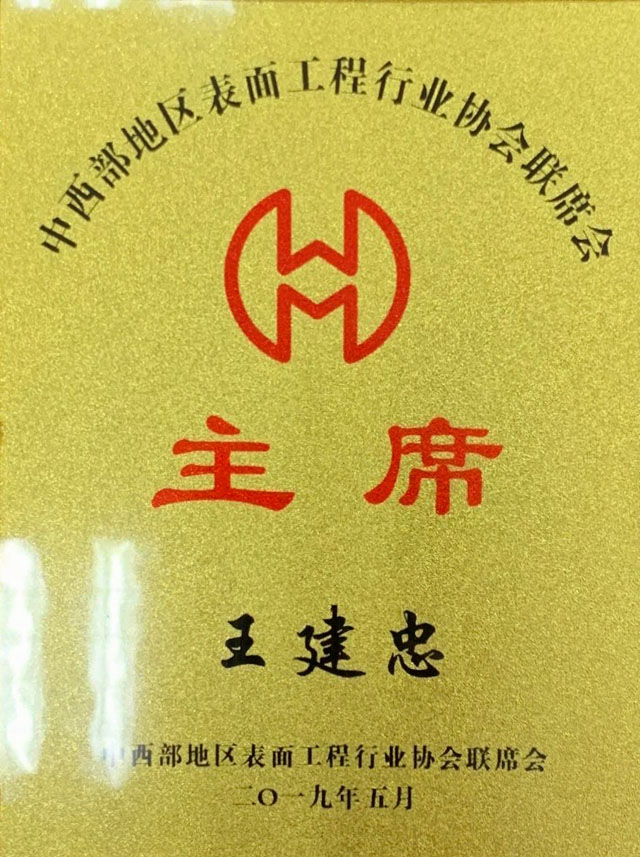 中西部地区表面工程行业协会联席会
主席
王建忠
中西部地区表面工程行业协会联席会
二〇一九年五月